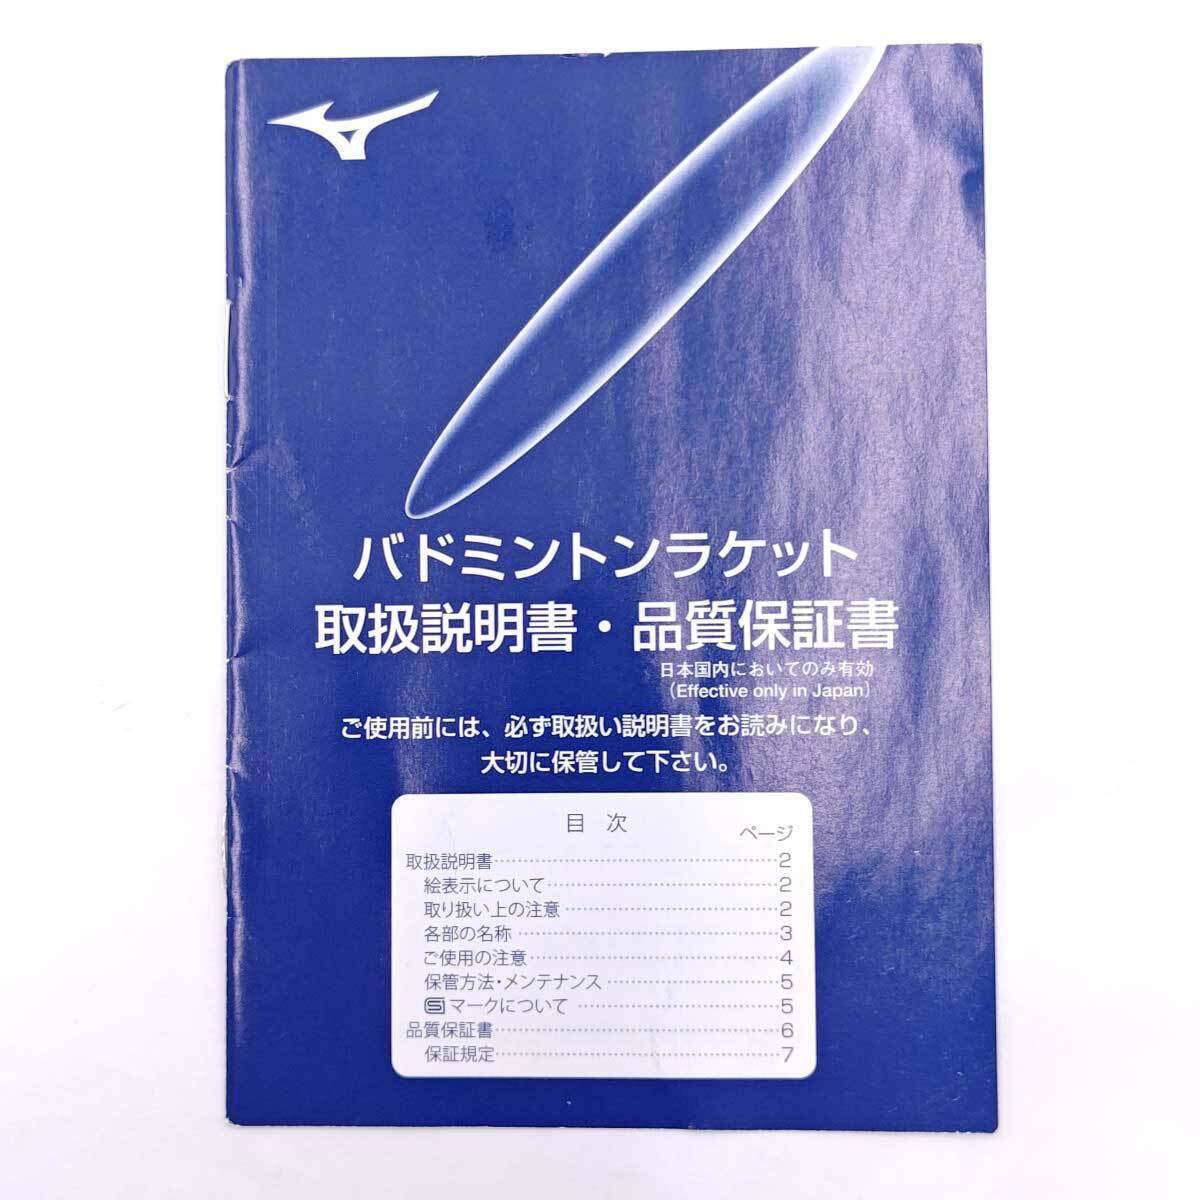 バドミントンラケット
取扱説明書・品質保証書
日本国内においてのみ有効
（Effective only in Japan）
ご使用前には、必ず取扱い説明書をお読みになり、
大切に保管して下さい。
目 次
ページ
取扱説明書……………………………………2
絵表示について………………………………2
取り扱い上の注意……………………………2
各部の名称……………………………………3
ご使用の注意…………………………………4
保管方法・メンテナンス……………………5
Sマークについて……………………………5
品質保証書……………………………………6
保証規定………………………………………7